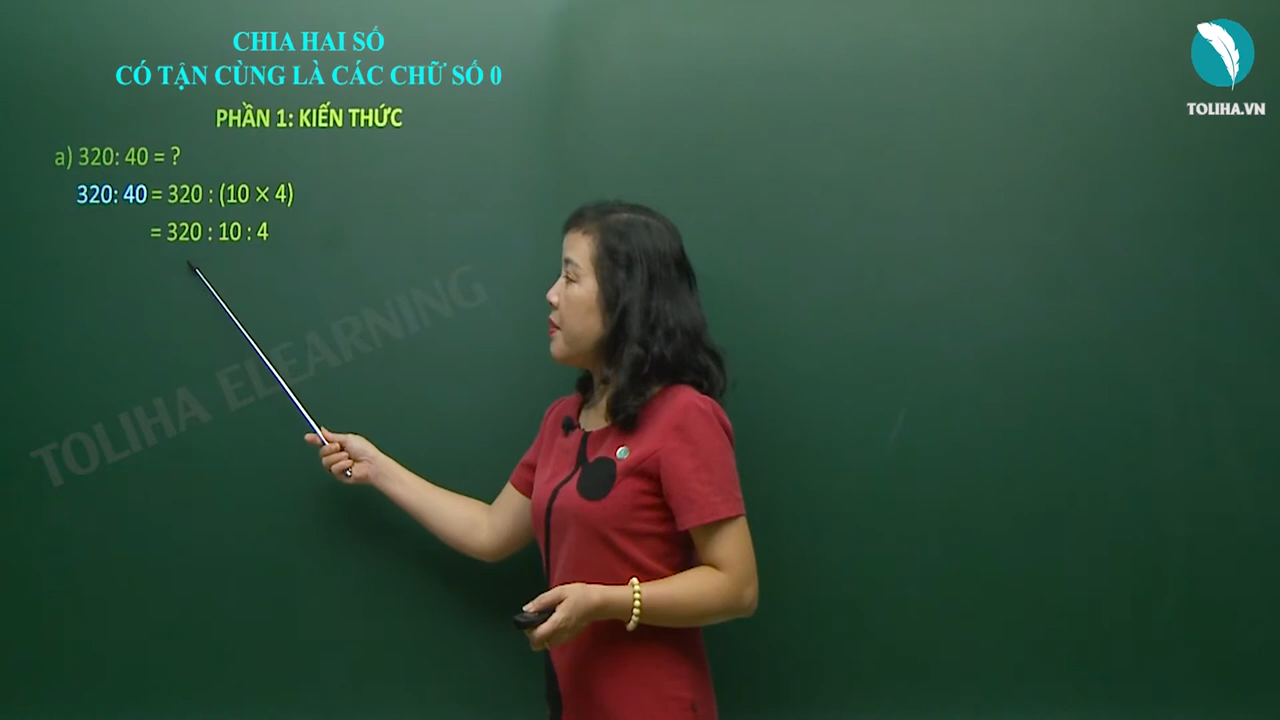 CHIA HAI SỐ
CÓ TẬN CÙNG LÀ CÁC CHỮ SỐ 0
PHẦN 1: KIẾN THỨC
a) 320: 40 = ?
320: 40 = 320 : (10 × 4)
= 320 : 10 : 4
TOLIHA ELEARNING
TOLIHA.VN